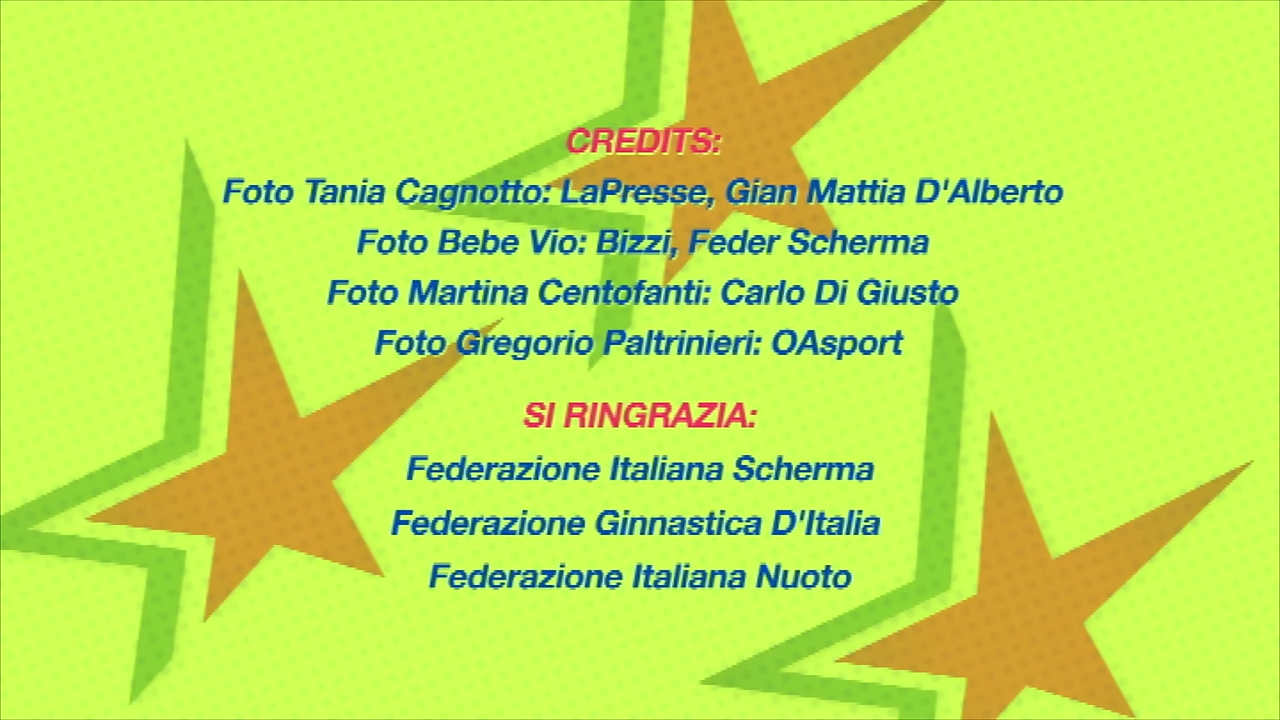 CREDITS:
Foto Tania Cagnotto: LaPresse, Gian Mattia D'Alberto
Foto Bebe Vio: Bizzi, Feder Scherma
Foto Martina Centofanti: Carlo Di Giusto
Foto Gregorio Paltrinieri: OAsport
SI RINGRAZIA:
Federazione Italiana Scherma
Federazione Ginnastica D'Italia
Federazione Italiana Nuoto